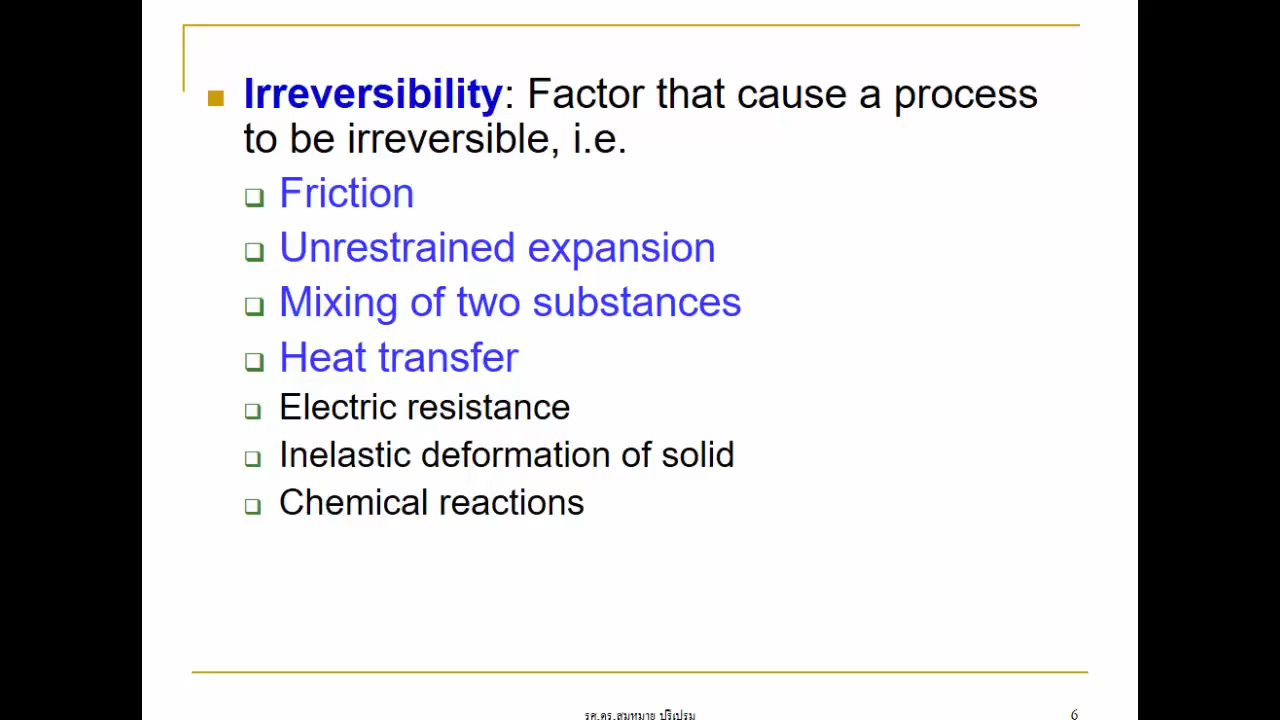 Irreversibility: Factor that cause a process
to be irreversible, i.e.
Friction
Unrestrained expansion
Mixing of two substances
Heat transfer
Electric resistance
Inelastic deformation of solid
Chemical reactions
รศ.ดร.สมหมาย ปรีเปรม
6